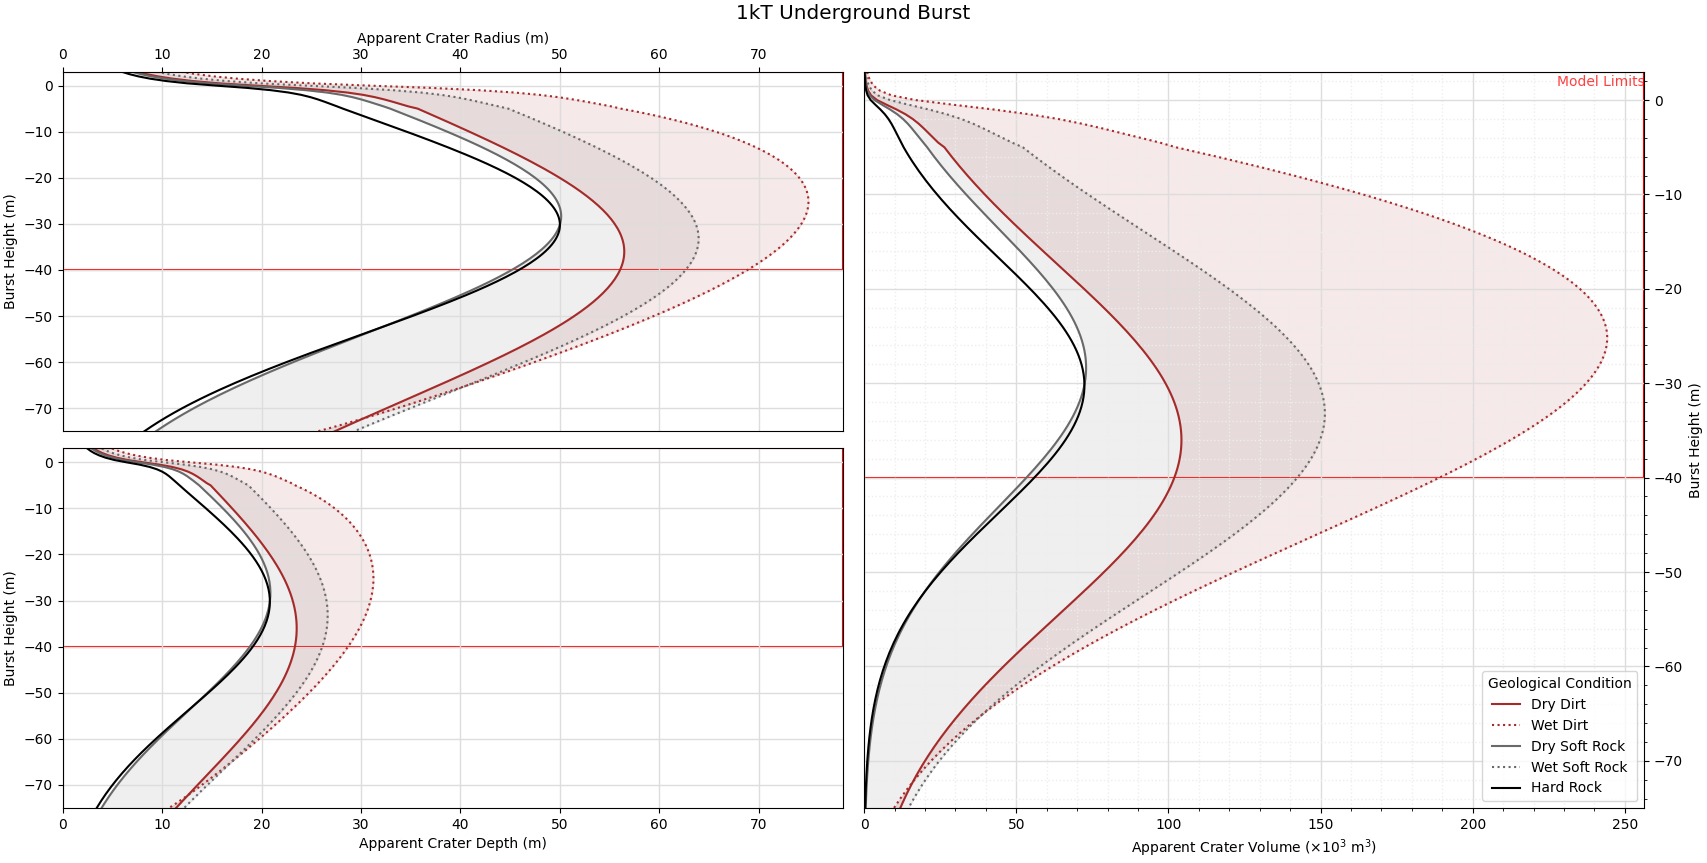 1kT Underground Burst
Apparent Crater Radius (m)
0 10 20 30 40 50 60 70
Burst Height (m)
0
−10
−20
−30
−40
−50
−60
−70
Burst Height (m)
0
−10
−20
−30
−40
−50
−60
−70
0 10 20 30 40 50 60 70
Apparent Crater Depth (m)
Model Limits
0
−10
−20
−30
−40
−50
−60
−70
Burst Height (m)
Geological Condition
Dry Dirt
Wet Dirt
Dry Soft Rock
Wet Soft Rock
Hard Rock
0 50 100 150 200 250
Apparent Crater Volume (×10³ m³)